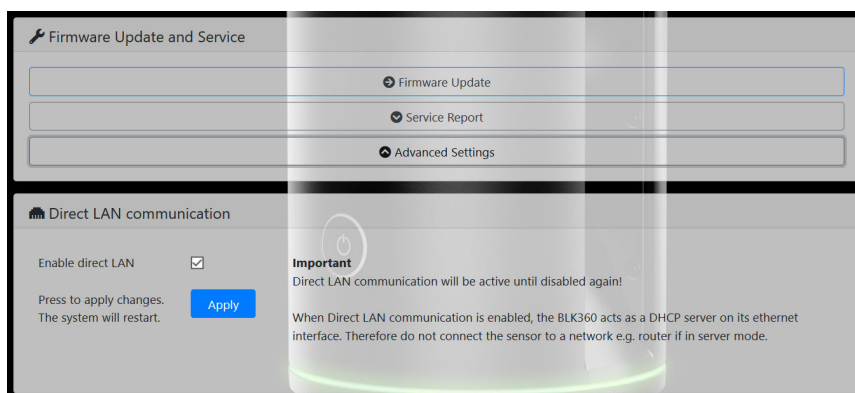 Firmware Update and Service
Firmware Update
Service Report
Advanced Settings
Direct LAN communication
Enable direct LAN
Important
Direct LAN communication will be active until disabled again!
Press to apply changes.
The system will restart.
Apply
When Direct LAN communication is enabled, the BLK360 acts as a DHCP server on its ethernet
interface. Therefore do not connect the sensor to a network e.g. router if in server mode.